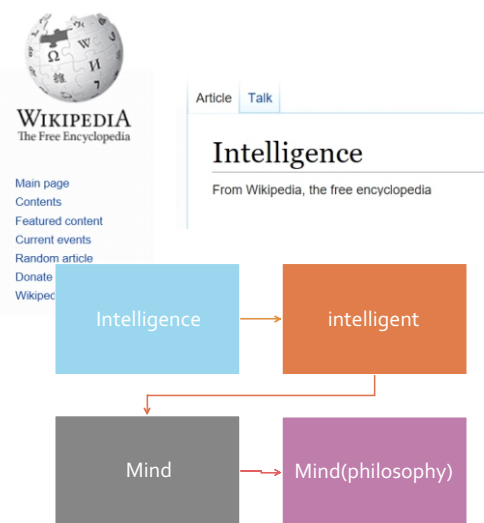 WIKIPEDIA
The Free Encyclopedia
Main page
Contents
Featured content
Current events
Random article
Donate
Wikiped
Article Talk
Intelligence
From Wikipedia, the free encyclopedia
Intelligence
intelligent
Mind
Mind(philosophy)